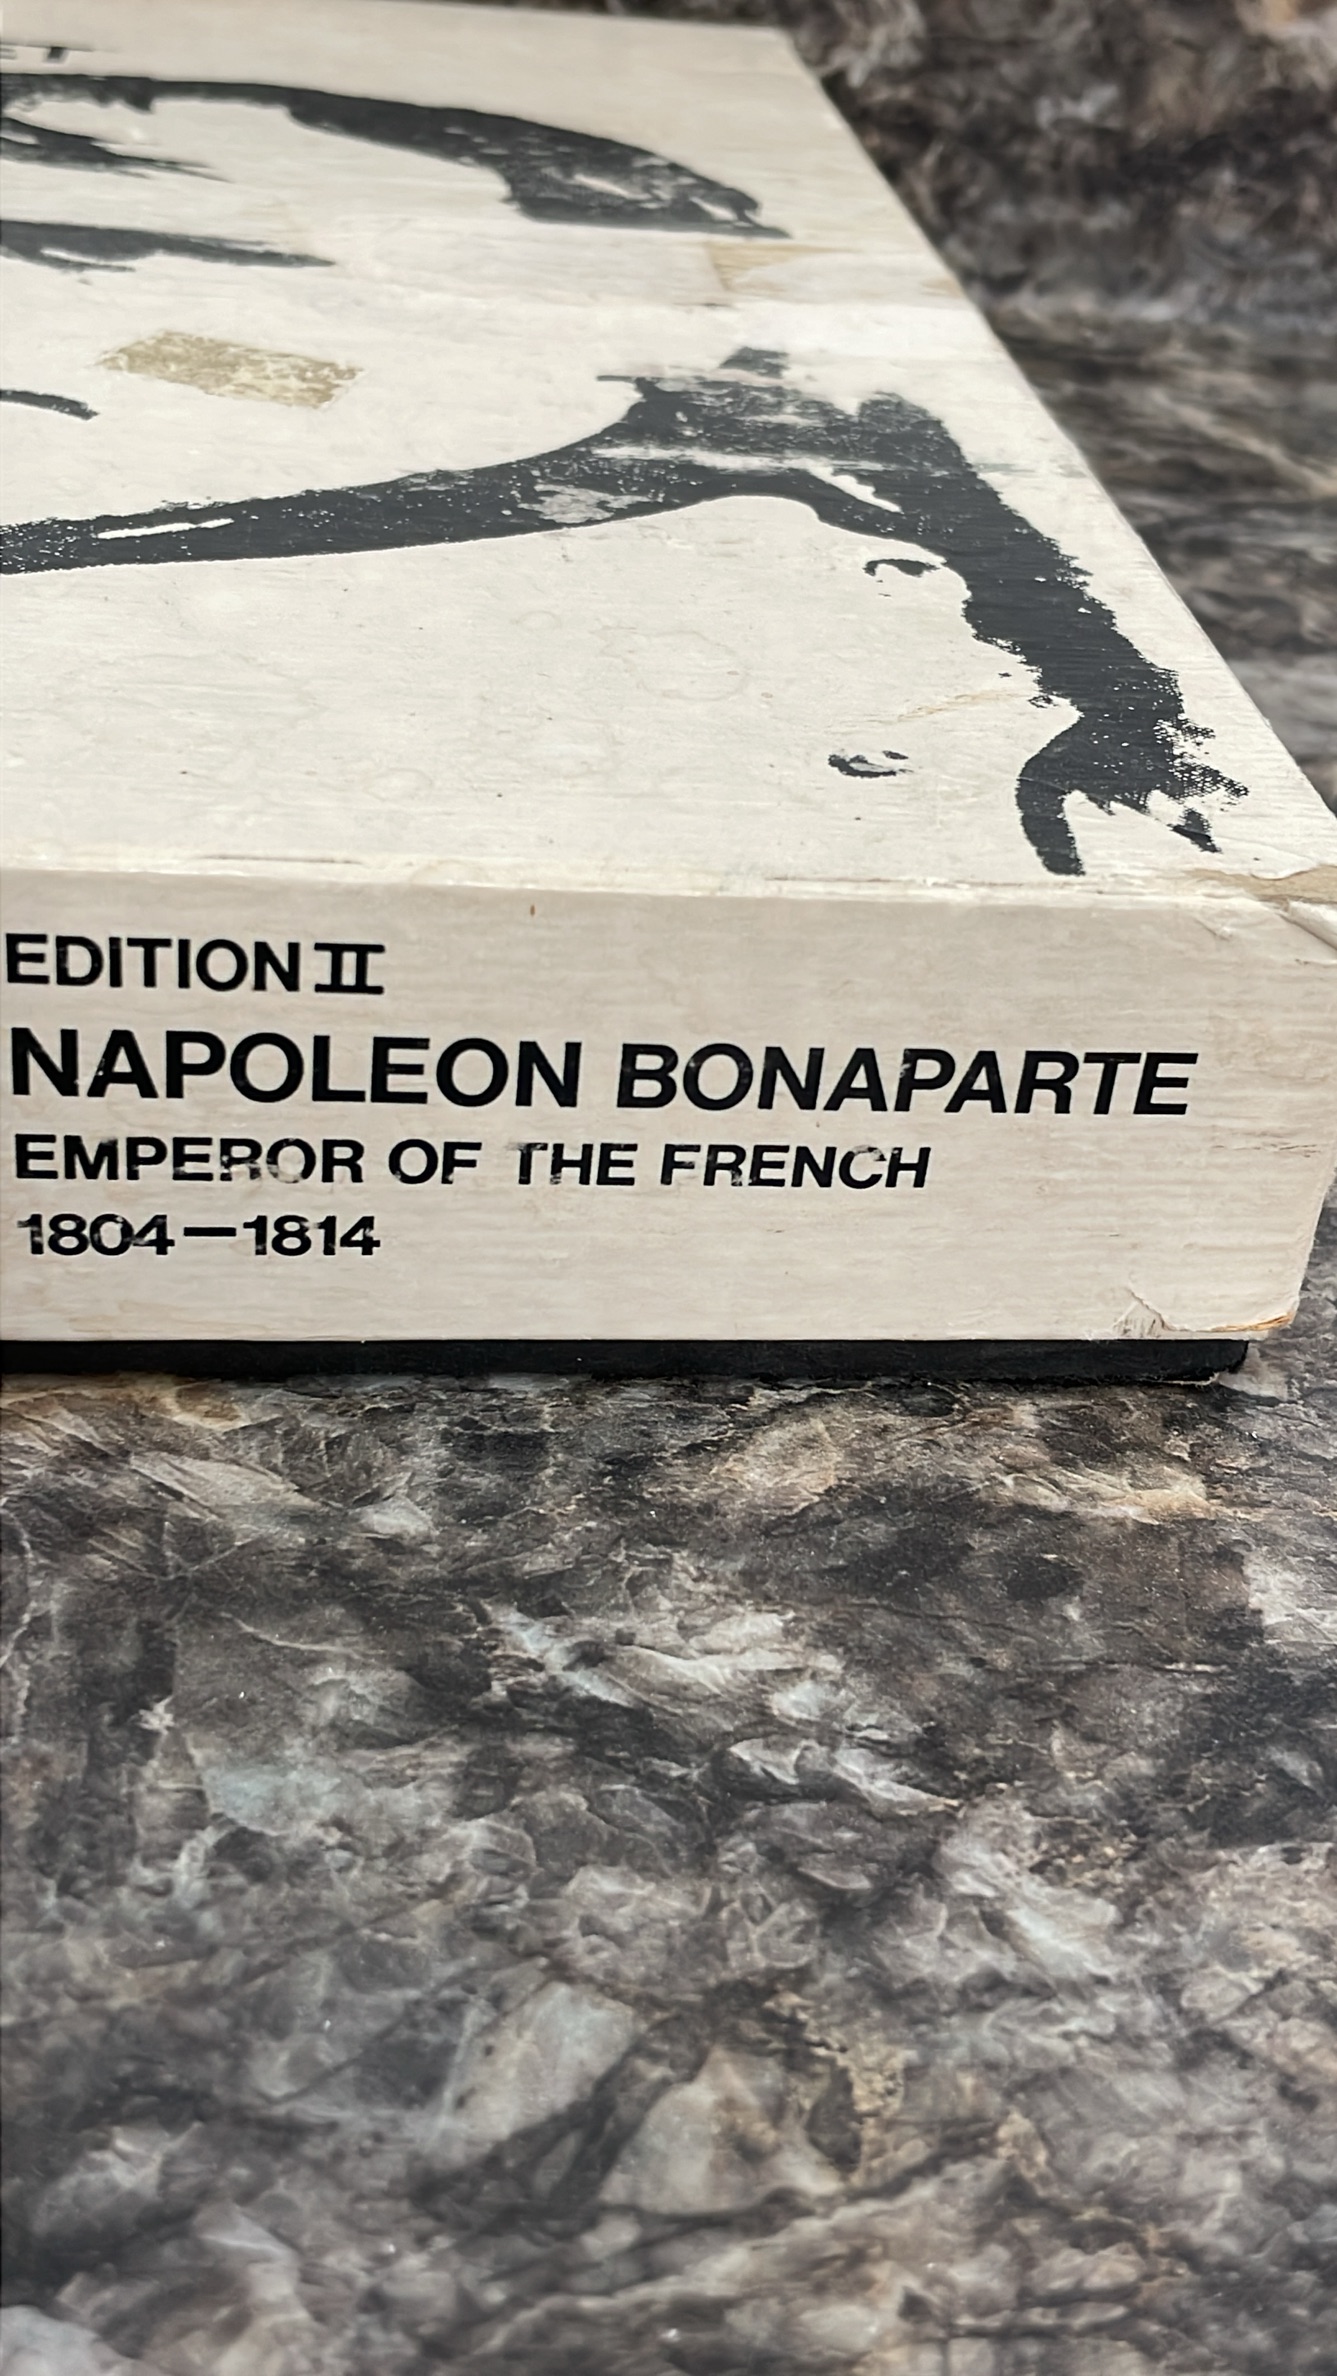 EDITION II
NAPOLEON BONAPARTE
EMPEROR OF THE FRENCH
1804—1814